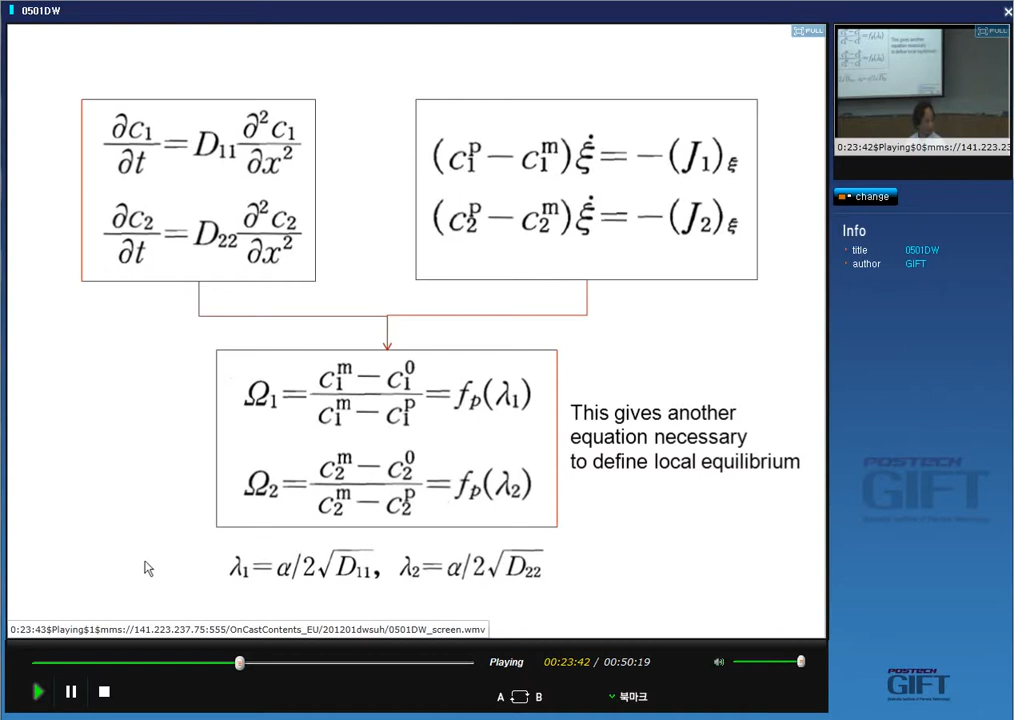 0501DW
FULL
FULL
∂c₁/∂t = D₁₁ ∂²c₁/∂x²
∂c₂/∂t = D₂₂ ∂²c₂/∂x²
(c₁ᵖ − c₁ᵐ)ξ̇ = −(J₁)ξ
(c₂ᵖ − c₂ᵐ)ξ̇ = −(J₂)ξ
Ω₁ = (c₁ᵐ − c₁⁰)/(c₁ᵐ − c₁ᵖ) = fₚ(λ₁)
Ω₂ = (c₂ᵐ − c₂⁰)/(c₂ᵐ − c₂ᵖ) = fₚ(λ₂)
This gives another
equation necessary
to define local equilibrium
λ₁=α/2√D₁₁, λ₂=α/2√D₂₂
0:23:43$Playing$1$mms://141.223.237.75:555/OnCastContents_EU/201201dwsuh/0501DW_screen.wmv
0:23:42$Playing$0$mms://141.223.23
change
Info
title 0501DW
author GIFT
POSTECH
GIFT
Playing 00:23:42 / 00:50:19
A B 북마크
POSTECH
GIFT